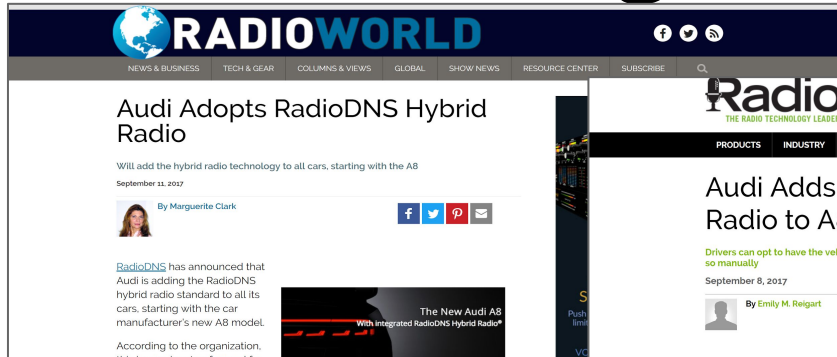 RADIOWORLD
NEWS & BUSINESS TECH & GEAR COLUMNS & VIEWS GLOBAL SHOW NEWS RESOURCE CENTER SUBSCRIBE
Audi Adopts RadioDNS Hybrid
Radio
Will add the hybrid radio technology to all cars, starting with the A8
September 11, 2017
By Marguerite Clark
RadioDNS has announced that
Audi is adding the RadioDNS
hybrid radio standard to all its
cars, starting with the car
manufacturer's new A8 model.
According to the organization,
The New Audi A8
With integrated RadioDNS Hybrid Radio®
S
Push
limit
VC
Radio
THE RADIO TECHNOLOGY LEADER
PRODUCTS INDUSTRY
Audi Adds
Radio to A
Drivers can opt to have the veh
so manually
September 8, 2017
By Emily M. Reigart